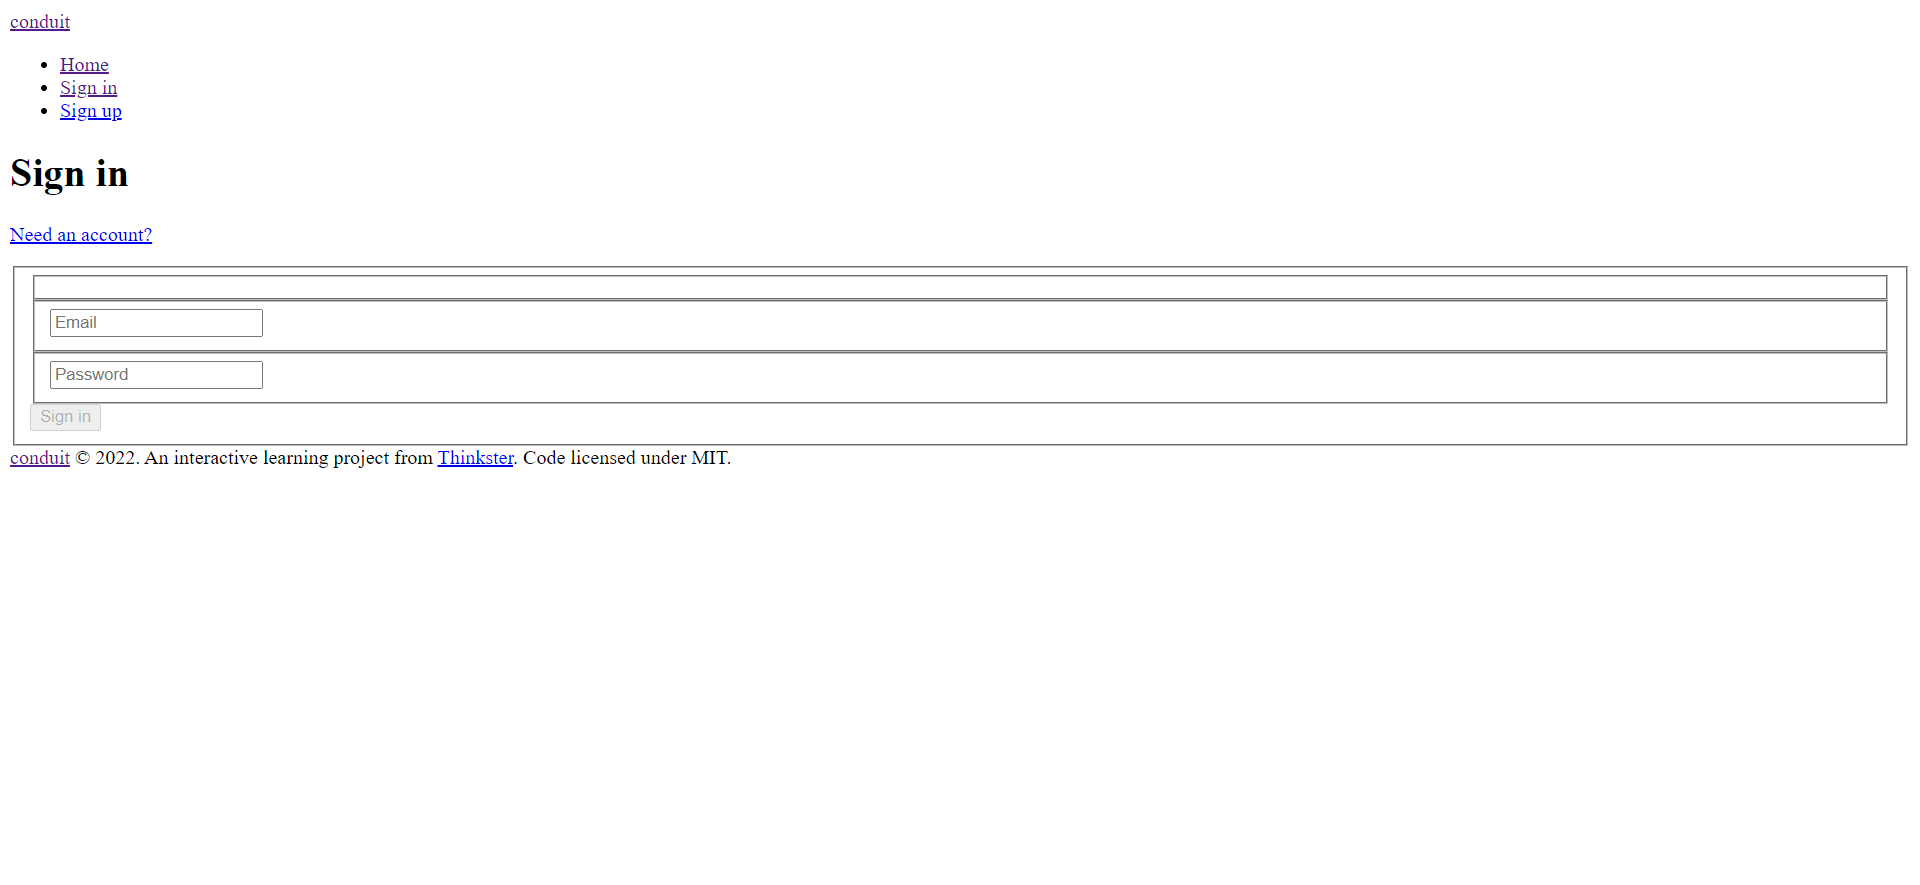 conduit
Home
Sign in
Sign up
Sign in
Need an account?
Email
Password
Sign in
conduit © 2022. An interactive learning project from Thinkster. Code licensed under MIT.